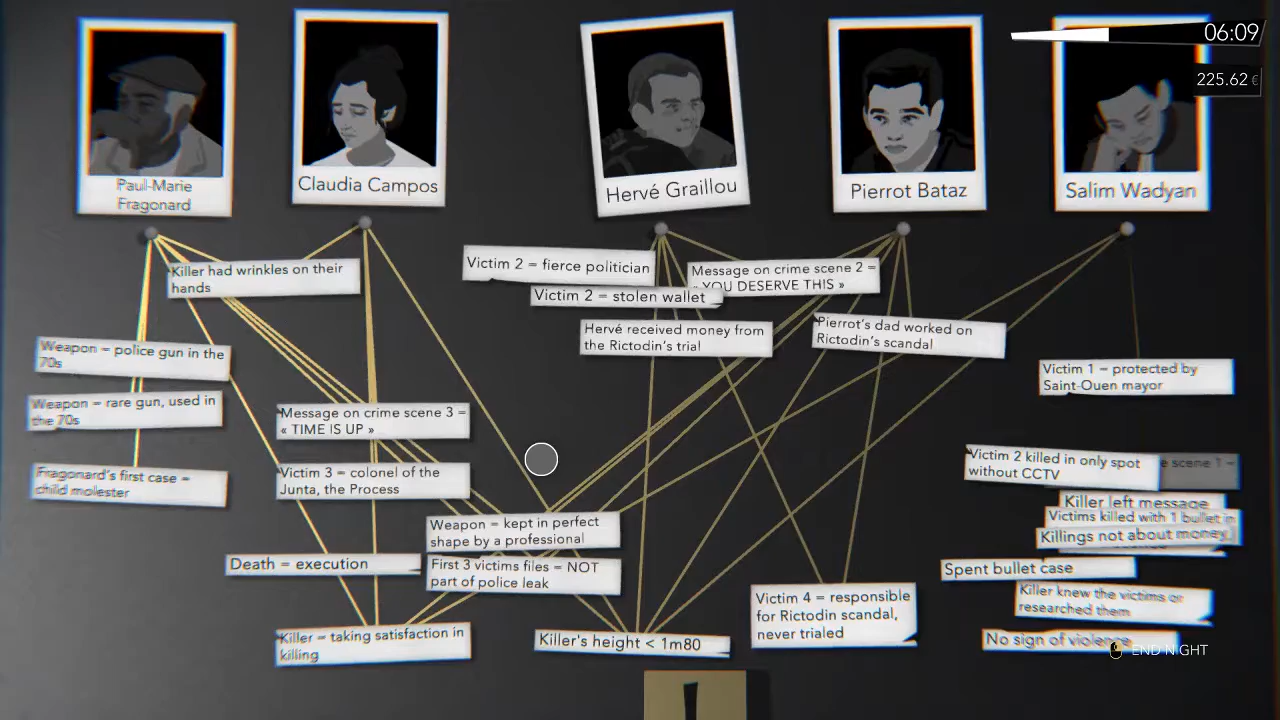 06:09
225.62 €
Paul-Marie
Fragonard
Claudia Campos
Hervé Graillou
Pierrot Bataz
Salim Wadyan
Killer had wrinkles on their
hands
Victim 2 = fierce politician
Message on crime scene 2 =
YOU DESERVE THIS »
Victim 2 = stolen wallet
Hervé received money from
the Rictodin's trial
Pierrot's dad worked on
Rictodin's scandal
Weapon = police gun in the
70s
Victim 1 = protected by
Saint-Ouen mayor
Weapon = rare gun, used in
the 70s
Message on crime scene 3 =
« TIME IS UP »
Fragonard's first case =
child molester
Victim 3 = colonel of the
Junta, the Process
Victim 2 killed in only spot
without CCTV
scene 1 =
Killer left message
Victims killed with 1 bullet in
Killings not about money
Weapon = kept in perfect
shape by a professional
Death = execution
First 3 victims files = NOT
part of police leak
Spent bullet case
Killer knew the victims or
researched them
Victim 4 = responsible
for Rictodin scandal,
never trialed
Killer = taking satisfaction in
killing
Killer's height < 1m80
No sign of violence
END NIGHT
!